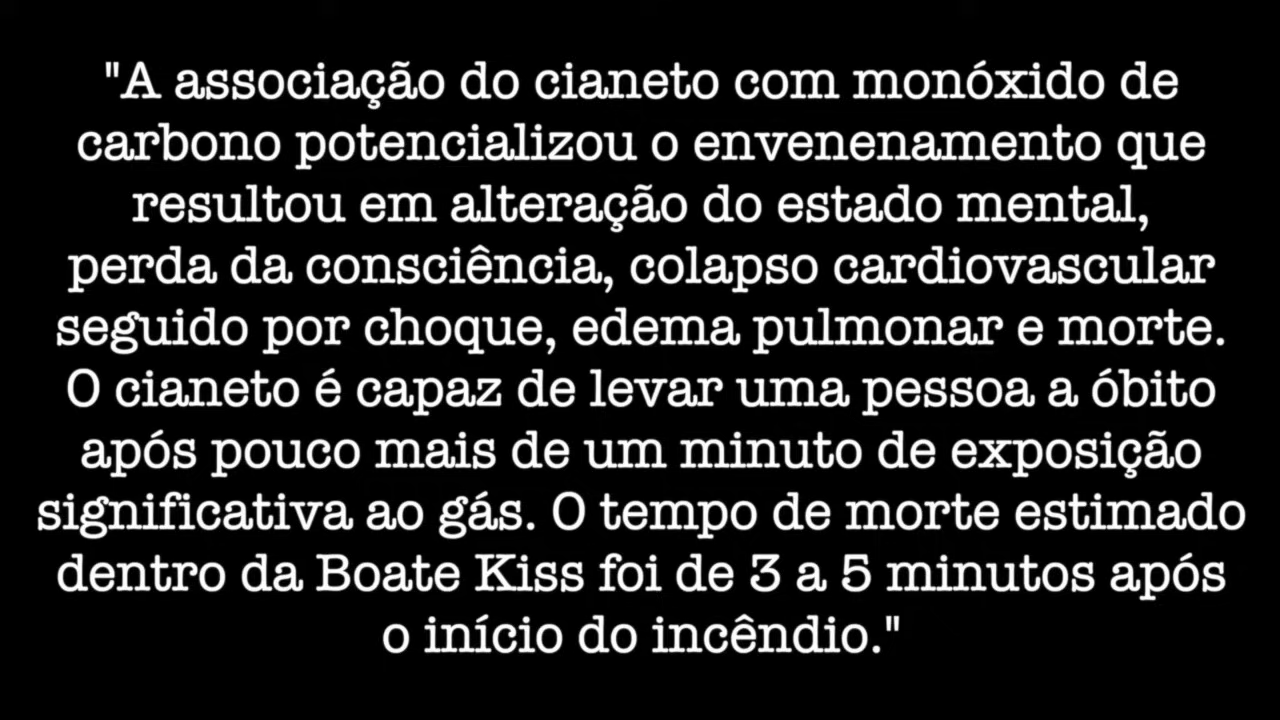 "A associação do cianeto com monóxido de
carbono potencializou o envenenamento que
resultou em alteração do estado mental,
perda da consciência, colapso cardiovascular
seguido por choque, edema pulmonar e morte.
O cianeto é capaz de levar uma pessoa a óbito
após pouco mais de um minuto de exposição
significativa ao gás. O tempo de morte estimado
dentro da Boate Kiss foi de 3 a 5 minutos após
o início do incêndio."